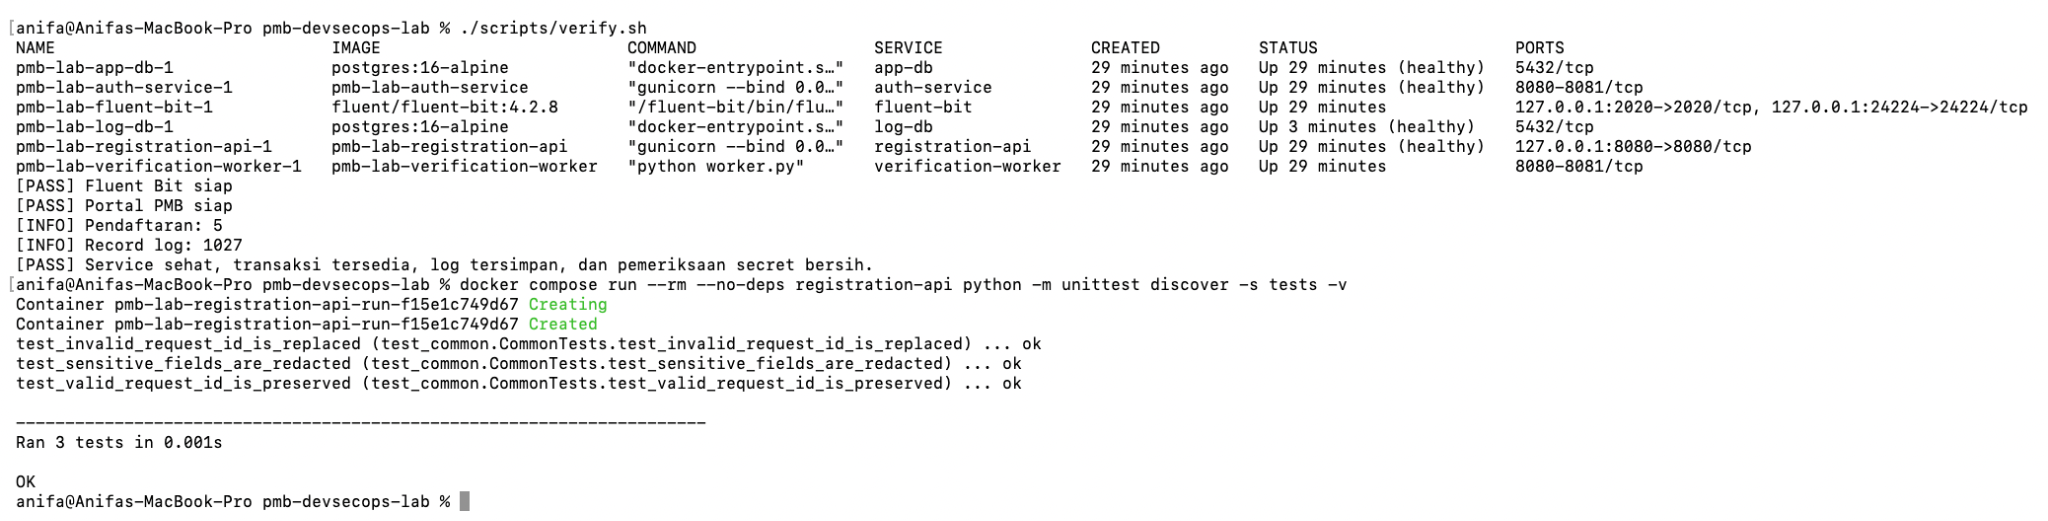 [anifa@Anifas-MacBook-Pro pmb-devsecops-lab % ./scripts/verify.sh
NAME                            IMAGE                         COMMAND                  SERVICE               CREATED          STATUS                    PORTS
pmb-lab-app-db-1                postgres:16-alpine            "docker-entrypoint.s…"   app-db                29 minutes ago   Up 29 minutes (healthy)   5432/tcp
pmb-lab-auth-service-1          pmb-lab-auth-service          "gunicorn --bind 0.0…"   auth-service          29 minutes ago   Up 29 minutes (healthy)   8080-8081/tcp
pmb-lab-fluent-bit-1            fluent/fluent-bit:4.2.8       "/fluent-bit/bin/flu…"   fluent-bit            29 minutes ago   Up 29 minutes             127.0.0.1:2020->2020/tcp, 127.0.0.1:24224->24224/tcp
pmb-lab-log-db-1                postgres:16-alpine            "docker-entrypoint.s…"   log-db                29 minutes ago   Up 3 minutes (healthy)    5432/tcp
pmb-lab-registration-api-1      pmb-lab-registration-api      "gunicorn --bind 0.0…"   registration-api      29 minutes ago   Up 29 minutes (healthy)   127.0.0.1:8080->8080/tcp
pmb-lab-verification-worker-1   pmb-lab-verification-worker   "python worker.py"       verification-worker   29 minutes ago   Up 29 minutes             8080-8081/tcp
[PASS] Fluent Bit siap
[PASS] Portal PMB siap
[INFO] Pendaftaran: 5
[INFO] Record log: 1027
[PASS] Service sehat, transaksi tersedia, log tersimpan, dan pemeriksaan secret bersih.
[anifa@Anifas-MacBook-Pro pmb-devsecops-lab % docker compose run --rm --no-deps registration-api python -m unittest discover -s tests -v
Container pmb-lab-registration-api-run-f15e1c749d67 Creating
Container pmb-lab-registration-api-run-f15e1c749d67 Created
test_invalid_request_id_is_replaced (test_common.CommonTests.test_invalid_request_id_is_replaced) ... ok
test_sensitive_fields_are_redacted (test_common.CommonTests.test_sensitive_fields_are_redacted) ... ok
test_valid_request_id_is_preserved (test_common.CommonTests.test_valid_request_id_is_preserved) ... ok
----------------------------------------------------------------------
Ran 3 tests in 0.001s
OK
anifa@Anifas-MacBook-Pro pmb-devsecops-lab %